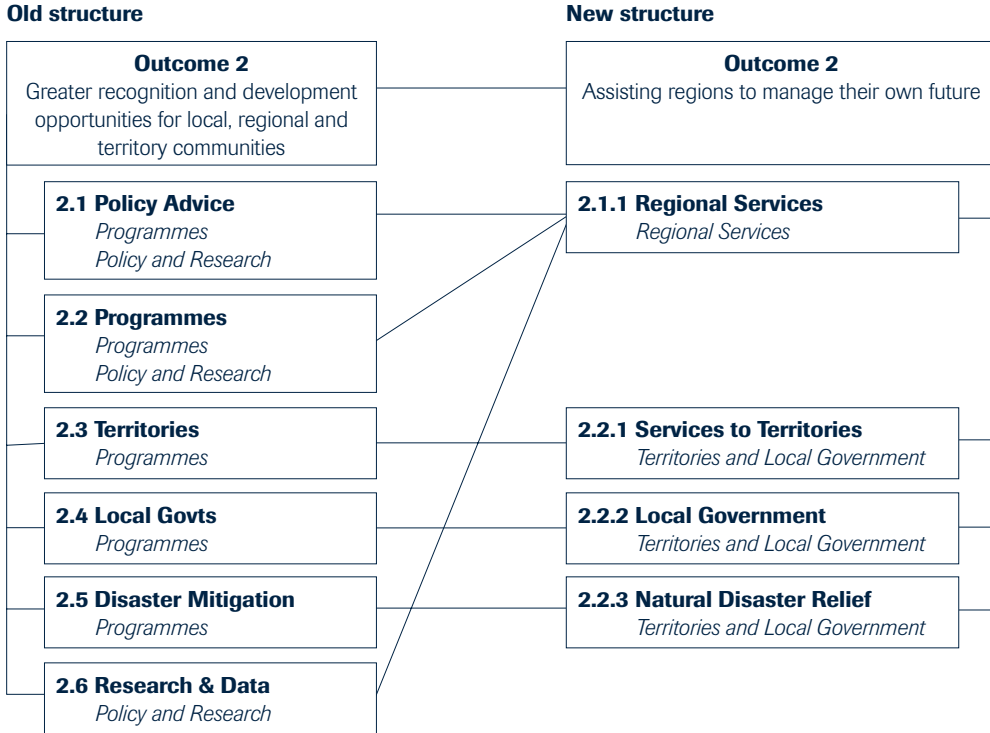 Old structure
New structure
Outcome 2
Greater recognition and development
opportunities for local, regional and
territory communities
Outcome 2
Assisting regions to manage their own future
2.1 Policy Advice
Programmes
Policy and Research
2.1.1 Regional Services
Regional Services
2.2 Programmes
Programmes
Policy and Research
2.3 Territories
Programmes
2.2.1 Services to Territories
Territories and Local Government
2.4 Local Govts
Programmes
2.2.2 Local Government
Territories and Local Government
2.5 Disaster Mitigation
Programmes
2.2.3 Natural Disaster Relief
Territories and Local Government
2.6 Research & Data
Policy and Research